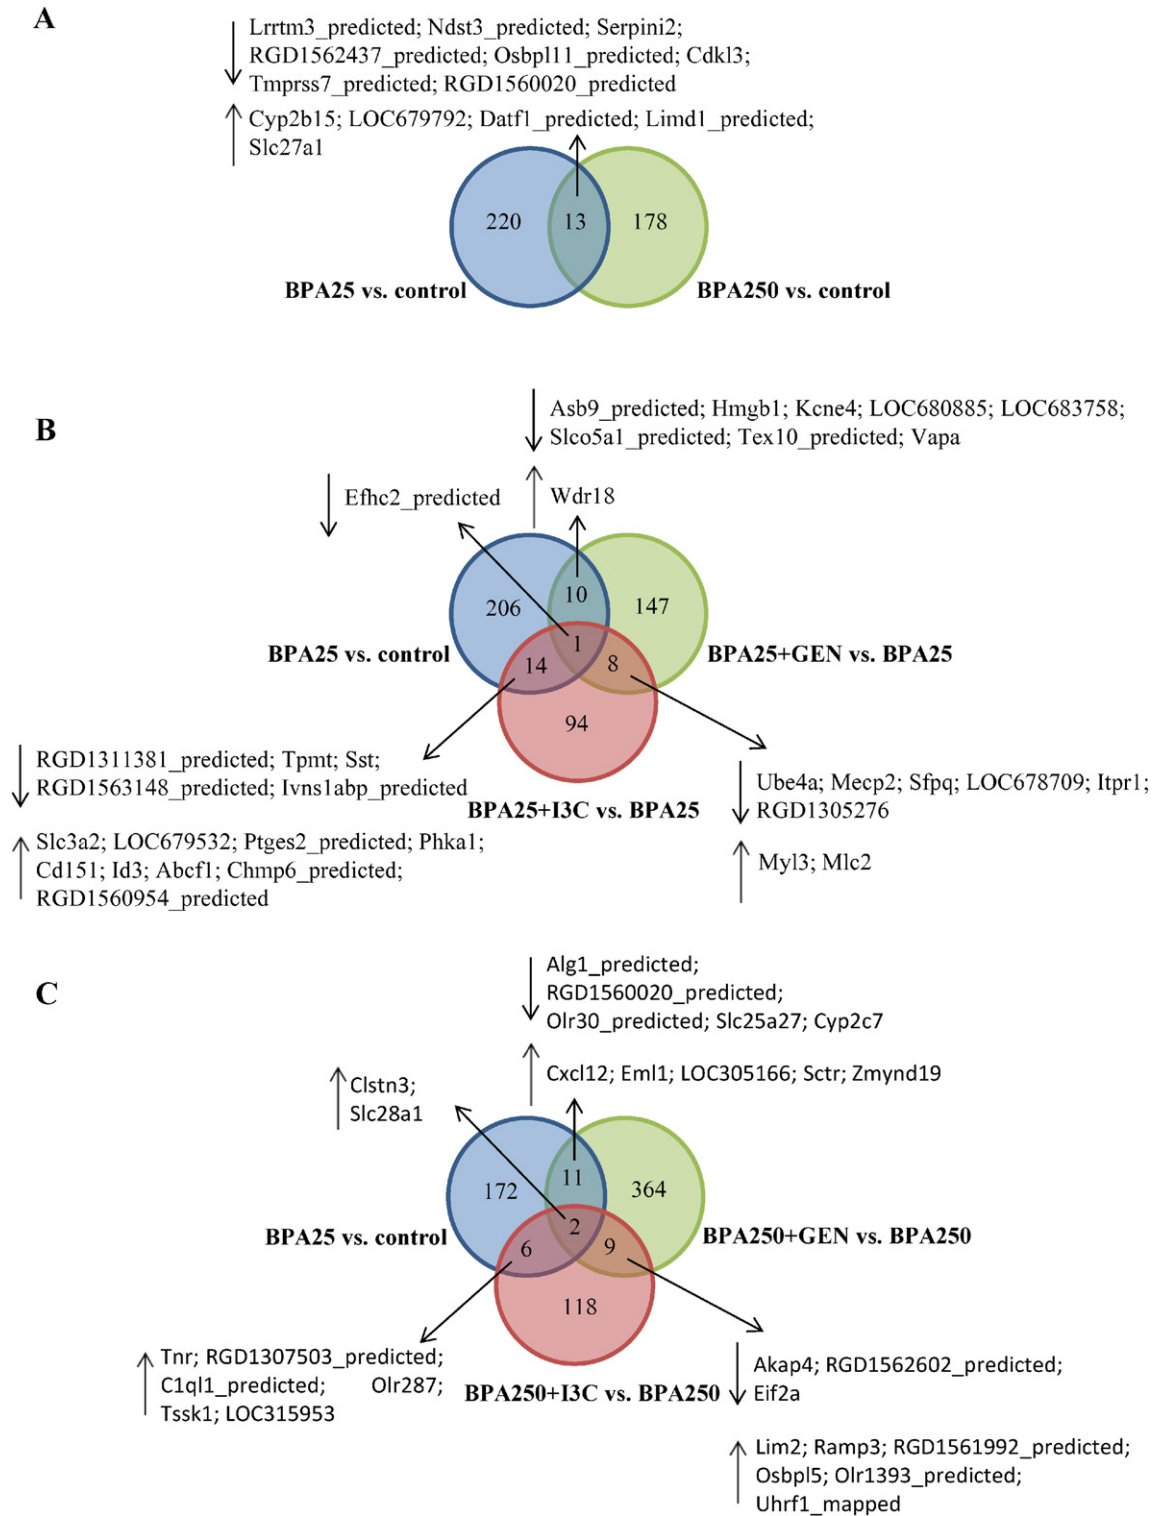 A
Lrrtm3_predicted; Ndst3_predicted; Serpini2;
RGD1562437_predicted; Osbpl11_predicted; Cdkl3;
Tmprss7_predicted; RGD1560020_predicted
Cyp2b15; LOC679792; Datf1_predicted; Limd1_predicted;
Slc27a1
220
13
178
BPA25 vs. control
BPA250 vs. control
B
Asb9_predicted; Hmgb1; Kcne4; LOC680885; LOC683758;
Slco5a1_predicted; Tex10_predicted; Vapa
Efhc2_predicted
Wdr18
206
10
147
1
BPA25 vs. control
BPA25+GEN vs. BPA25
14
8
94
BPA25+I3C vs. BPA25
RGD1311381_predicted; Tpmt; Sst;
RGD1563148_predicted; Ivns1abp_predicted
Slc3a2; LOC679532; Ptges2_predicted; Phka1;
Cd151; Id3; Abcf1; Chmp6_predicted;
RGD1560954_predicted
Ube4a; Mecp2; Sfpq; LOC678709; Itpr1;
RGD1305276
Myl3; Mlc2
C
Alg1_predicted;
RGD1560020_predicted;
Olr30_predicted; Slc25a27; Cyp2c7
Cxcl12; Eml1; LOC305166; Sctr; Zmynd19
Clstn3;
Slc28a1
172
11
364
2
BPA25 vs. control
BPA250+GEN vs. BPA250
6
9
118
BPA250+I3C vs. BPA250
Tnr; RGD1307503_predicted;
C1ql1_predicted; Olr287;
Tssk1; LOC315953
Akap4; RGD1562602_predicted;
Eif2a
Lim2; Ramp3; RGD1561992_predicted;
Osbpl5; Olr1393_predicted;
Uhrf1_mapped